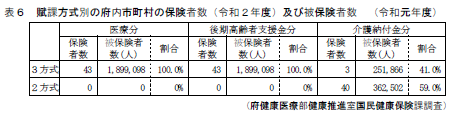 表６　賦課方式別の府内市町村の保険者数（令和２年度）及び被保険者数　（令和元年度）
医療分　後期高齢者支援金分　介護納付金分
保険者数　被保険者数(人)　割合　保険者数　被保険者数(人)　割合　保険者数　被保険者数(人)　割合
３方式　43　1,899,098　100.0%　43　1,899,098　100.0%　3　251,866　41.0%
２方式　0　0　0%　0　0　0%　40　362,502　59.0%
（府健康医療部健康推進室国民健康保険課調査）